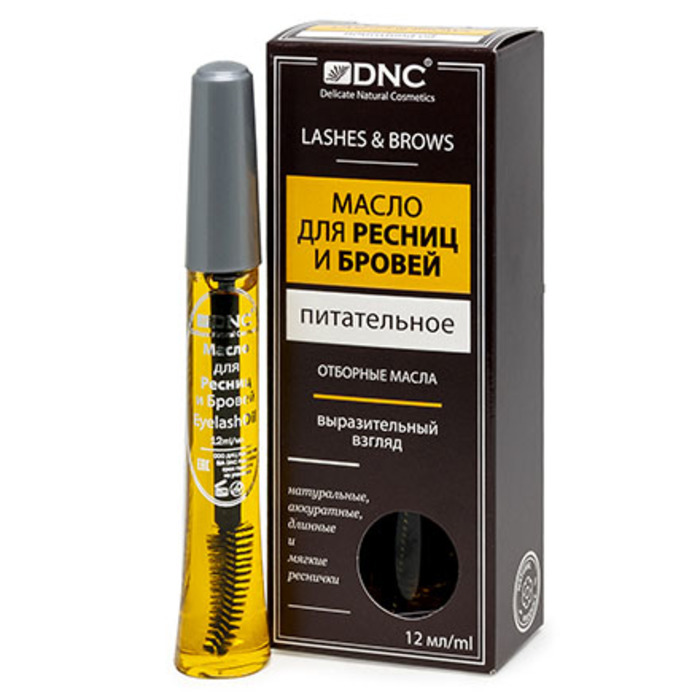 DNC®
Delicate Natural Cosmetics
LASHES & BROWS
МАСЛО
ДЛЯ РЕСНИЦ
И БРОВЕЙ
питательное
ОТБОРНЫЕ МАСЛА
выразительный
взгляд
натуральные,
аккуратные,
длинные
и
мягкие
реснички
12 мл/ml
DNC
Масло
для
Ресниц
и Бровей
Eyelash Oil
12ml/мл
EAC